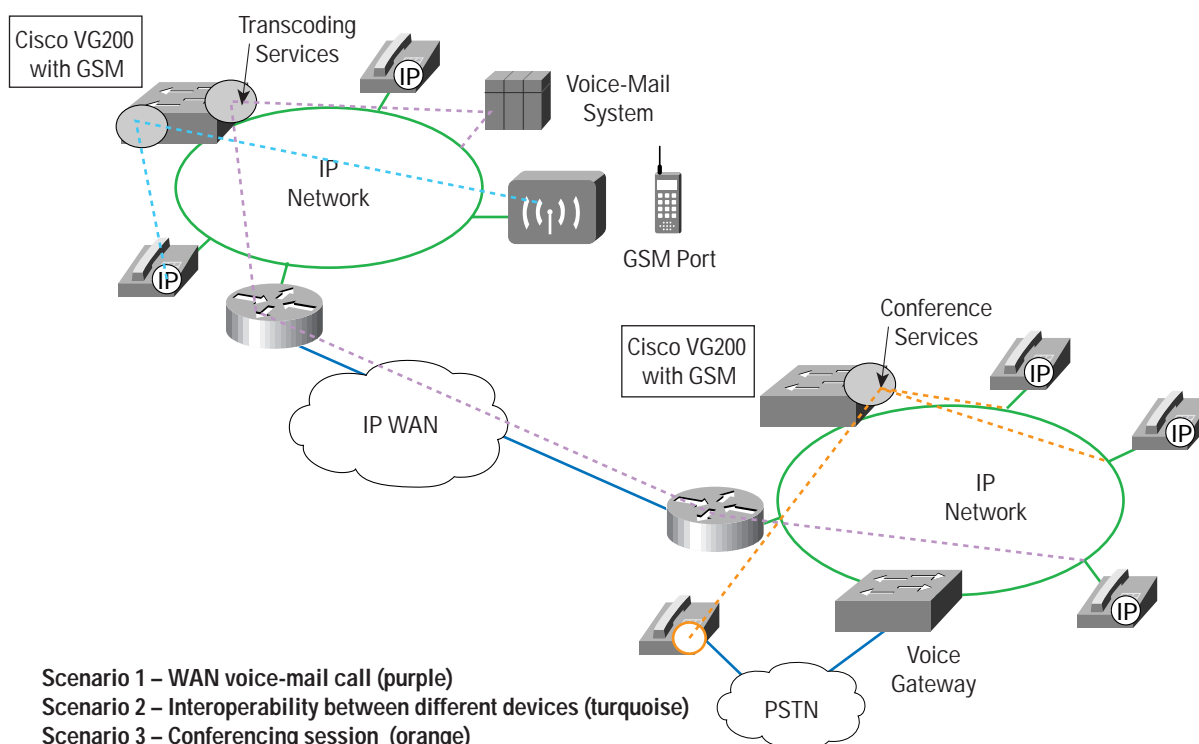 Cisco VG200
with GSM
Transcoding
Services
IP
Voice-Mail
System
IP
Network
GSM Port
IP
Cisco VG200
with GSM
Conference
Services
IP
IP
IP WAN
IP
Network
IP
Voice
Gateway
PSTN
Scenario 1 – WAN voice-mail call (purple)
Scenario 2 – Interoperability between different devices (turquoise)
Scenario 3 – Conferencing session (orange)